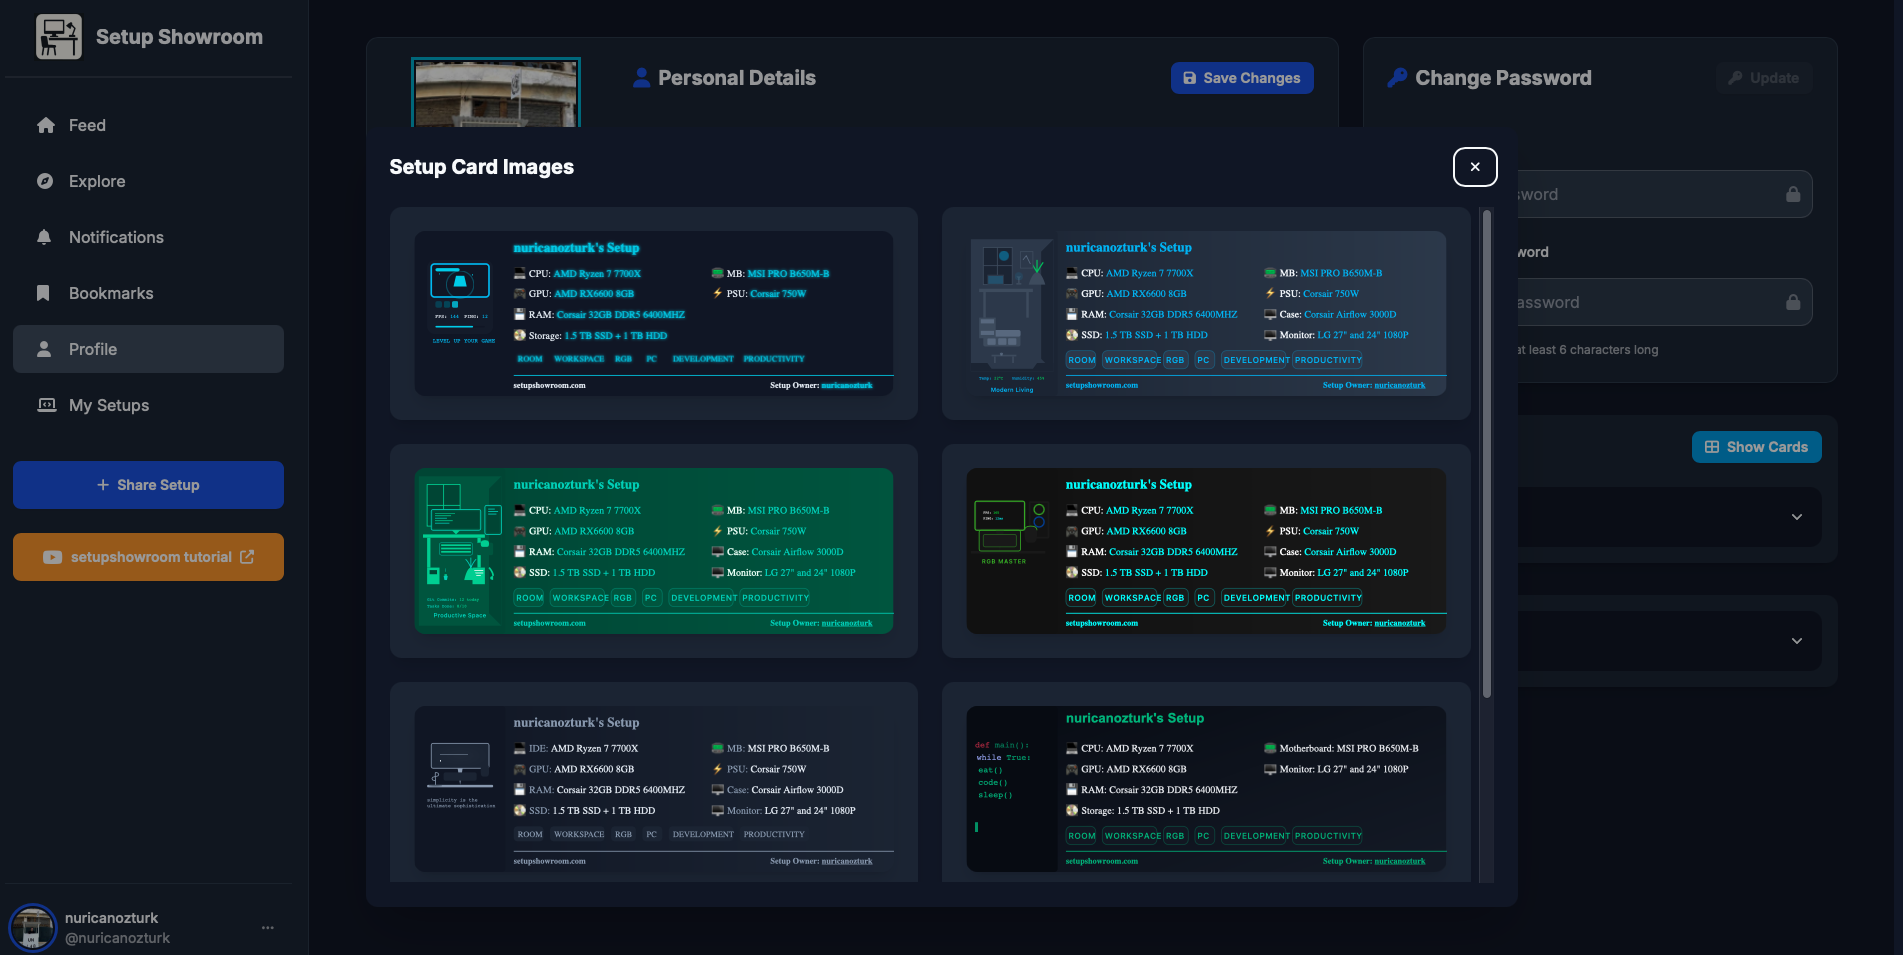 Setup Showroom
Feed
Explore
Notifications
Bookmarks
Profile
My Setups
+ Share Setup
setupshowroom tutorial
nuricanozturk
@nuricanozturk
...
Personal Details
Save Changes
Change Password
Update
sword
word
assword
at least 6 characters long
Show Cards
Setup Card Images
nuricanozturk's Setup
CPU: AMD Ryzen 7 7700X
MB: MSI PRO B650M-B
GPU: AMD RX6600 8GB
PSU: Corsair 750W
RAM: Corsair 32GB DDR5 6400MHZ
Storage: 1.5 TB SSD + 1 TB HDD
ROOM WORKSPACE RGB PC DEVELOPMENT PRODUCTIVITY
setupshowroom.com
Setup Owner: nuricanozturk
LEVEL UP YOUR GAME
nuricanozturk's Setup
CPU: AMD Ryzen 7 7700X
MB: MSI PRO B650M-B
GPU: AMD RX6600 8GB
PSU: Corsair 750W
RAM: Corsair 32GB DDR5 6400MHZ
Case: Corsair Airflow 3000D
SSD: 1.5 TB SSD + 1 TB HDD
Monitor: LG 27" and 24" 1080P
ROOM WORKSPACE RGB PC DEVELOPMENT PRODUCTIVITY
setupshowroom.com
Setup Owner: nuricanozturk
Modern Living
nuricanozturk's Setup
CPU: AMD Ryzen 7 7700X
MB: MSI PRO B650M-B
GPU: AMD RX6600 8GB
PSU: Corsair 750W
RAM: Corsair 32GB DDR5 6400MHZ
Case: Corsair Airflow 3000D
SSD: 1.5 TB SSD + 1 TB HDD
Monitor: LG 27" and 24" 1080P
ROOM WORKSPACE RGB PC DEVELOPMENT PRODUCTIVITY
setupshowroom.com
Setup Owner: nuricanozturk
Productive Space
nuricanozturk's Setup
CPU: AMD Ryzen 7 7700X
MB: MSI PRO B650M-B
GPU: AMD RX6600 8GB
PSU: Corsair 750W
RAM: Corsair 32GB DDR5 6400MHZ
Case: Corsair Airflow 3000D
SSD: 1.5 TB SSD + 1 TB HDD
Monitor: LG 27" and 24" 1080P
ROOM WORKSPACE RGB PC DEVELOPMENT PRODUCTIVITY
setupshowroom.com
Setup Owner: nuricanozturk
RGB MASTER
nuricanozturk's Setup
IDE: AMD Ryzen 7 7700X
MB: MSI PRO B650M-B
GPU: AMD RX6600 8GB
PSU: Corsair 750W
RAM: Corsair 32GB DDR5 6400MHZ
Case: Corsair Airflow 3000D
SSD: 1.5 TB SSD + 1 TB HDD
Monitor: LG 27" and 24" 1080P
ROOM WORKSPACE RGB PC DEVELOPMENT PRODUCTIVITY
setupshowroom.com
Setup Owner: nuricanozturk
simplicity is the
ultimate sophistication
nuricanozturk's Setup
CPU: AMD Ryzen 7 7700X
Motherboard: MSI PRO B650M-B
GPU: AMD RX6600 8GB
Monitor: LG 27" and 24" 1080P
RAM: Corsair 32GB DDR5 6400MHZ
Storage: 1.5 TB SSD + 1 TB HDD
ROOM WORKSPACE RGB PC DEVELOPMENT PRODUCTIVITY
setupshowroom.com
Setup Owner: nuricanozturk
def main():
while True:
eat()
code()
sleep()